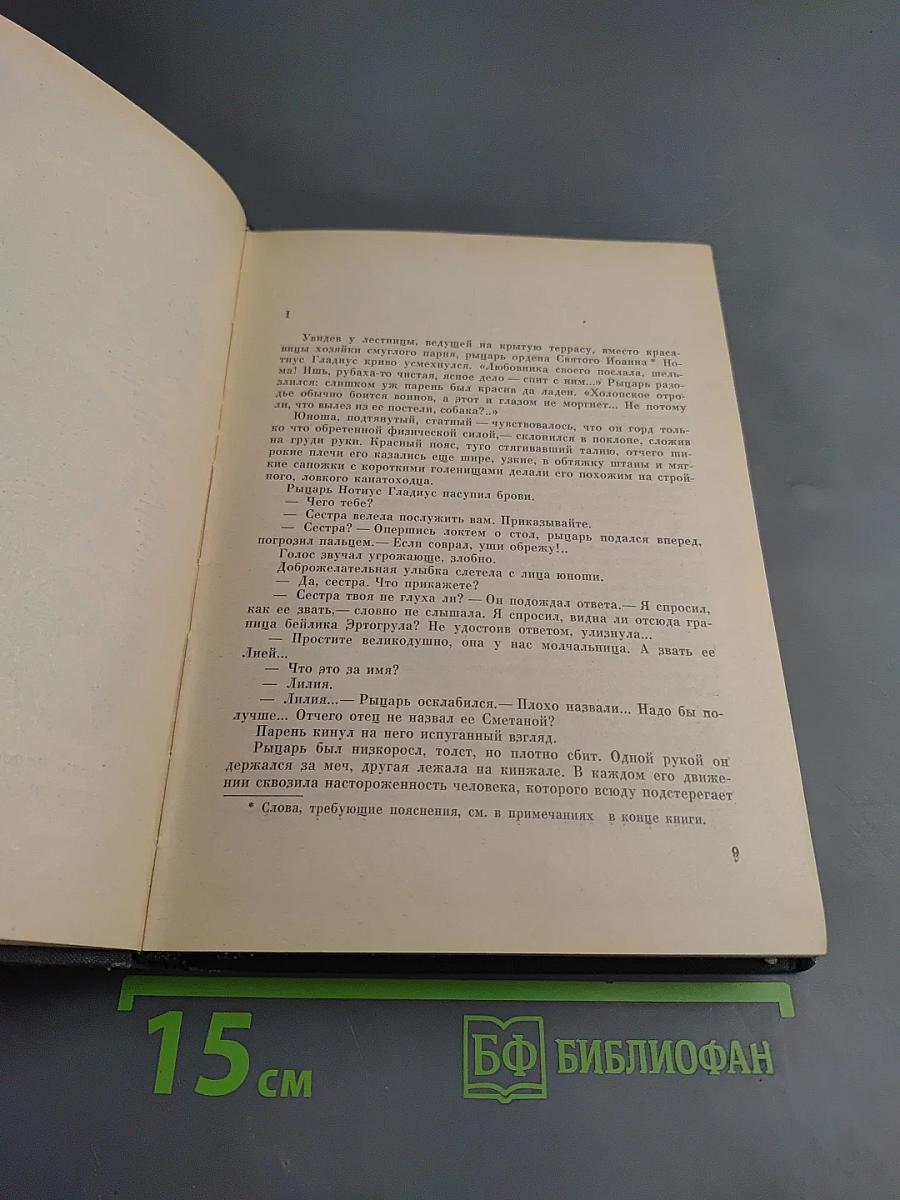 I
Увидев у лестницы, ведущей на крытую террасу, вместо краса-
вицы хозяйки смуглого парня, рыцарь ордена Святого Иоанна* Но-
тиус Гладиус криво усмехнулся. «Любовника своего послала, шель-
ма! Ишь, рубаха-то чистая, ясное дело — спит с ним...» Рыцарь разо-
злился: слишком уж парень был красив да ладен. «Холопское отро-
дье обычно боится воинов, а этот и глазом не моргнет... Не потому
ли, что вылез из ее постели, собака?..»
Юноша, подтянутый, статный — чувствовалось, что он горд толь-
ко что обретенной физической силой,— склонился в поклоне, сложив
на груди руки. Красный пояс, туго стягивавший талию, отчего ши-
рокие плечи его казались еще шире, узкие, в обтяжку штаны и мяг-
кие сапожки с короткими голенищами делали его похожим на строй-
ного, ловкого канатоходца.
Рыцарь Нотиус Гладиус насупил брови.
— Чего тебе?
— Сестра велела послужить вам. Приказывайте.
— Сестра? — Опершись локтем о стол, рыцарь подался вперед,
погрозил пальцем.— Если соврал, уши обрежу!..
Голос звучал угрожающе, злобно.
Доброжелательная улыбка слетела с лица юноши.
— Да, сестра. Что прикажете?
— Сестра твоя не глуха ли? — Он подождал ответа.— Я спросил,
как ее звать,— словно не слышала. Я спросил, видна ли отсюда гра-
ница бейлика Эртогрула? Не удостоив ответом, улизнула...
— Простите великодушно, она у нас молчальница. А звать ее
Лией...
— Что это за имя?
— Лилия.
— Лилия...— Рыцарь осклабился.— Плохо назвали... Надо бы по-
лучше... Отчего отец не назвал ее Сметаной?
Парень кинул на него испуганный взгляд.
Рыцарь был низкоросл, толст, но плотно сбит. Одной рукой он
держался за меч, другая лежала на кинжале. В каждом его движе-
нии сквозила настороженность человека, которого всюду подстерегает
* Слова, требующие пояснения, см. в примечаниях в конце книги.
9
15 см
БФ БИБЛИОФАН